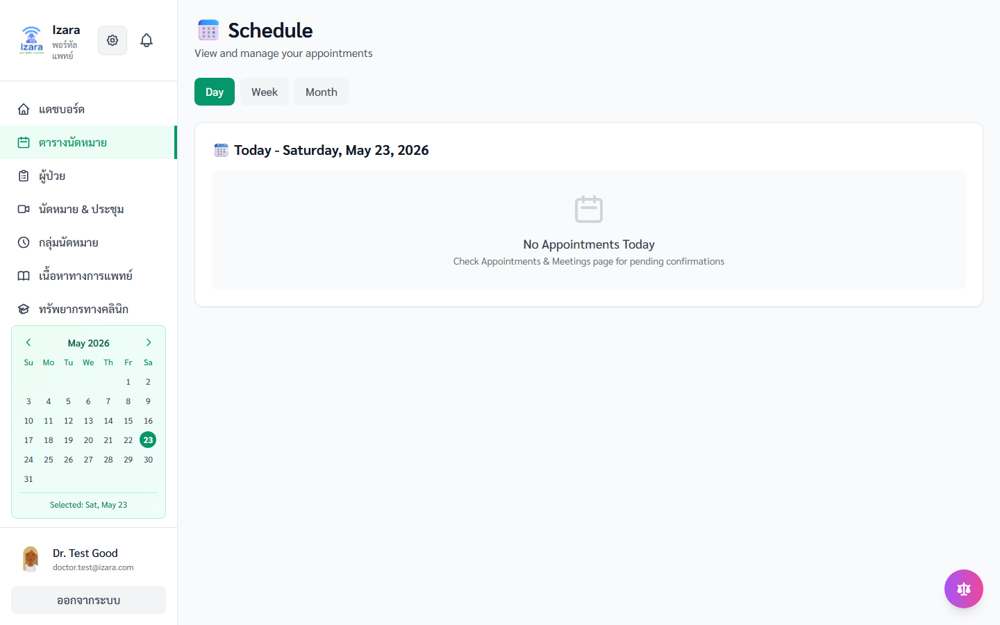 izara
Izara
พอร์ทัล
แพทย์
แดชบอร์ด
ตารางนัดหมาย
ผู้ป่วย
นัดหมาย & ประชุม
กลุ่มนัดหมาย
เนื้อหาทางการแพทย์
ทรัพยากรทางคลินิก
May 2026
Su Mo Tu We Th Fr Sa
1 2
3 4 5 6 7 8 9
10 11 12 13 14 15 16
17 18 19 20 21 22 23
24 25 26 27 28 29 30
31
Selected: Sat, May 23
Dr. Test Good
doctor.test@izara.com
ออกจากระบบ
Schedule
View and manage your appointments
Day Week Month
Today - Saturday, May 23, 2026
No Appointments Today
Check Appointments & Meetings page for pending confirmations